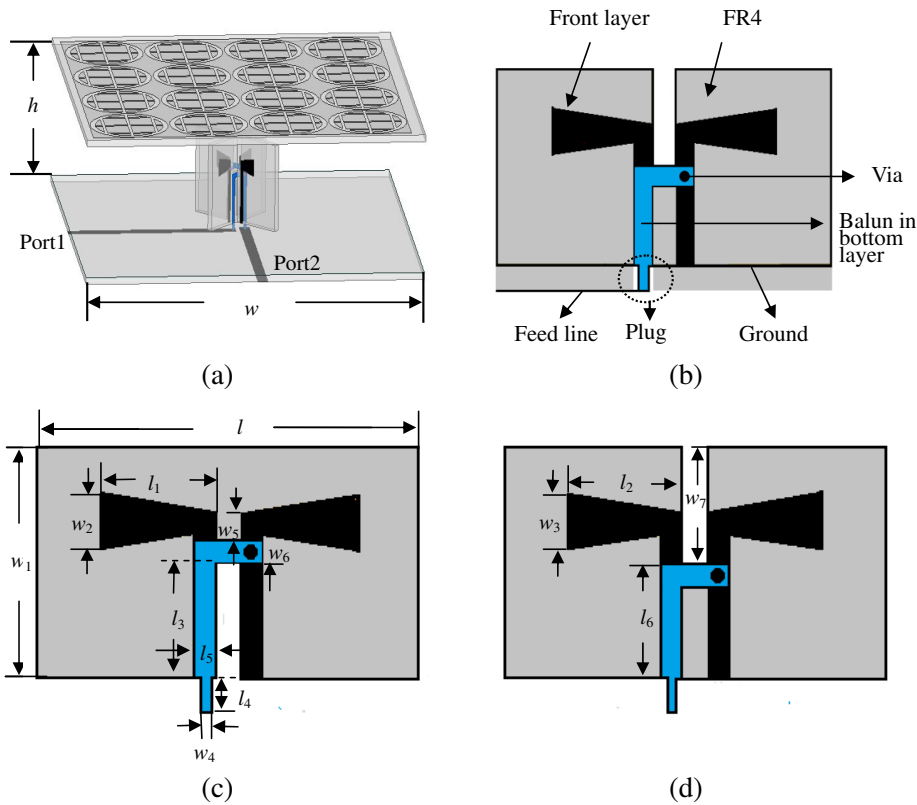 h
Port1
Port2
w
(a)
Front layer
FR4
Via
Balun in
bottom
layer
Feed line
Plug
Ground
(b)
l
l1
w2
w5
w6
w1
l3
l5
l4
w4
(c)
l2
w7
w3
l6
(d)